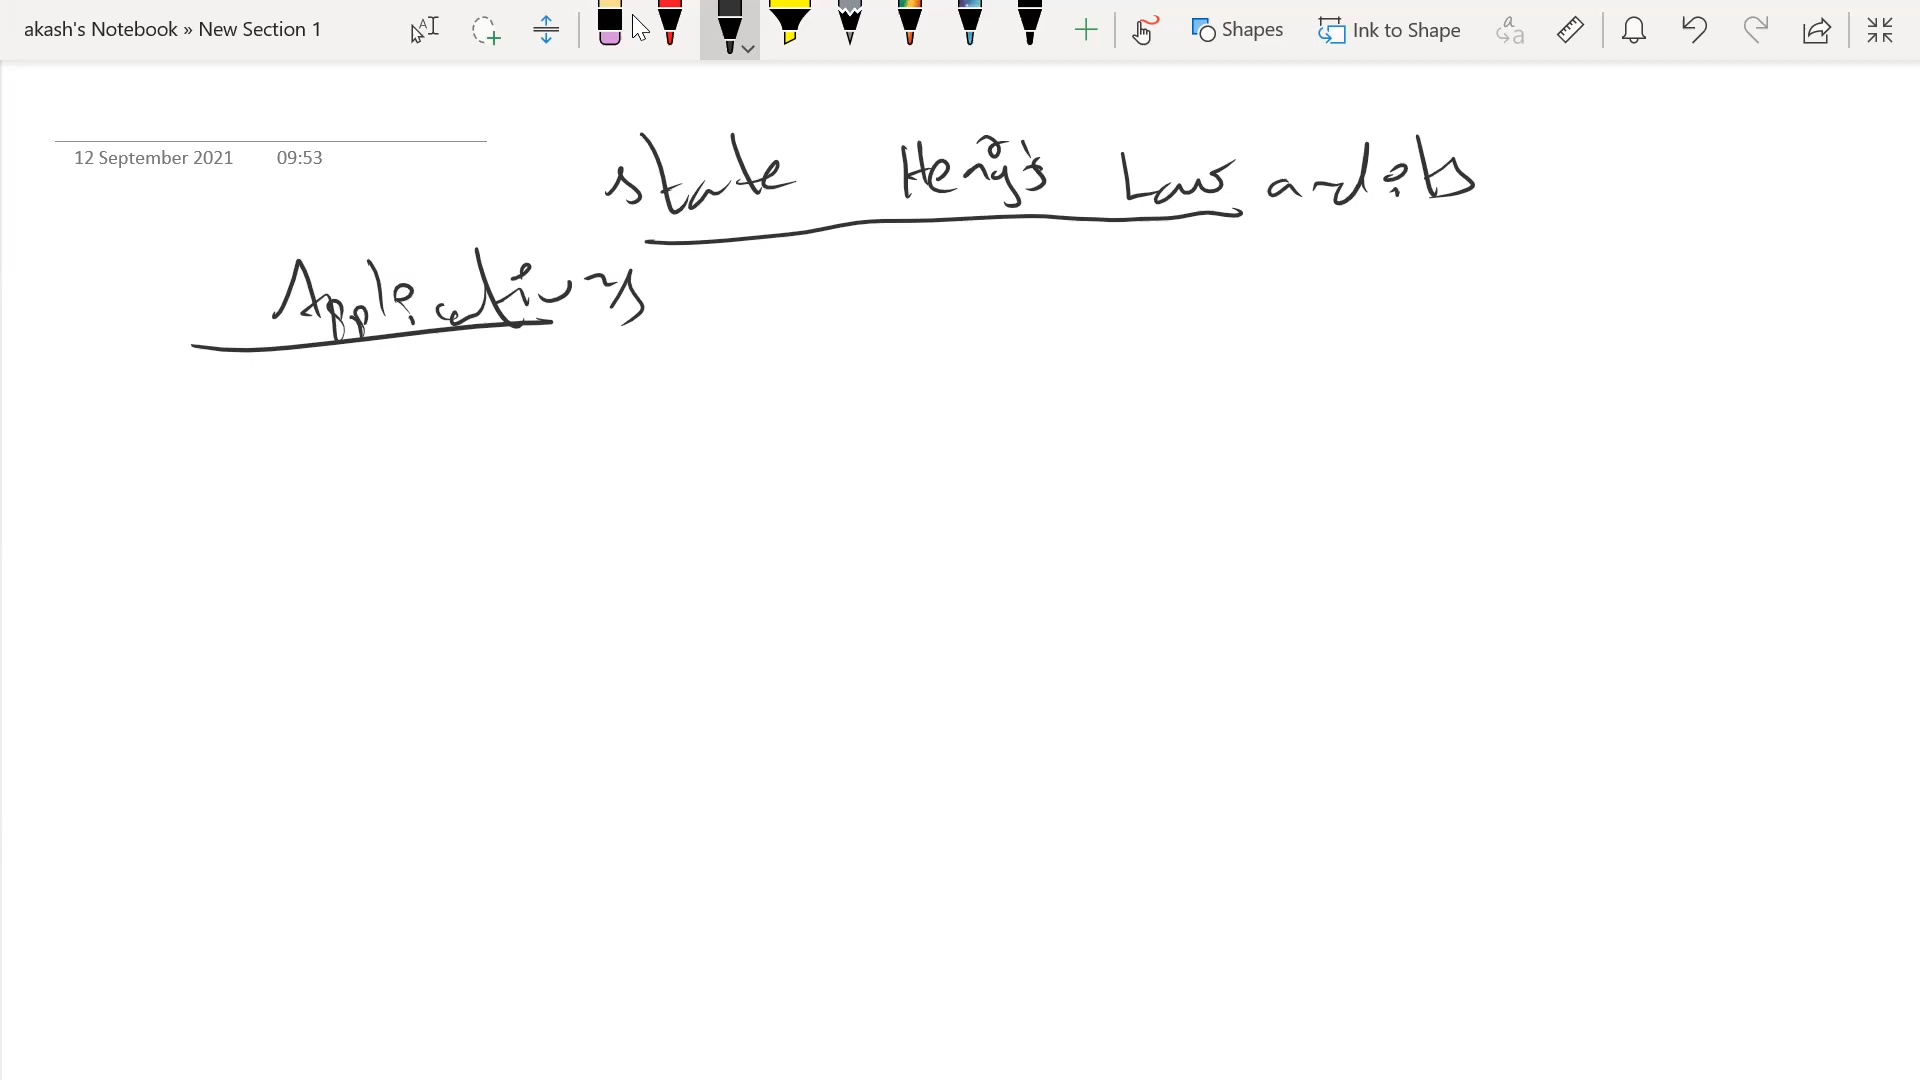 akash's Notebook » New Section 1
Shapes
Ink to Shape
12 September 2021 09:53
state Henry's Law and its
Applications